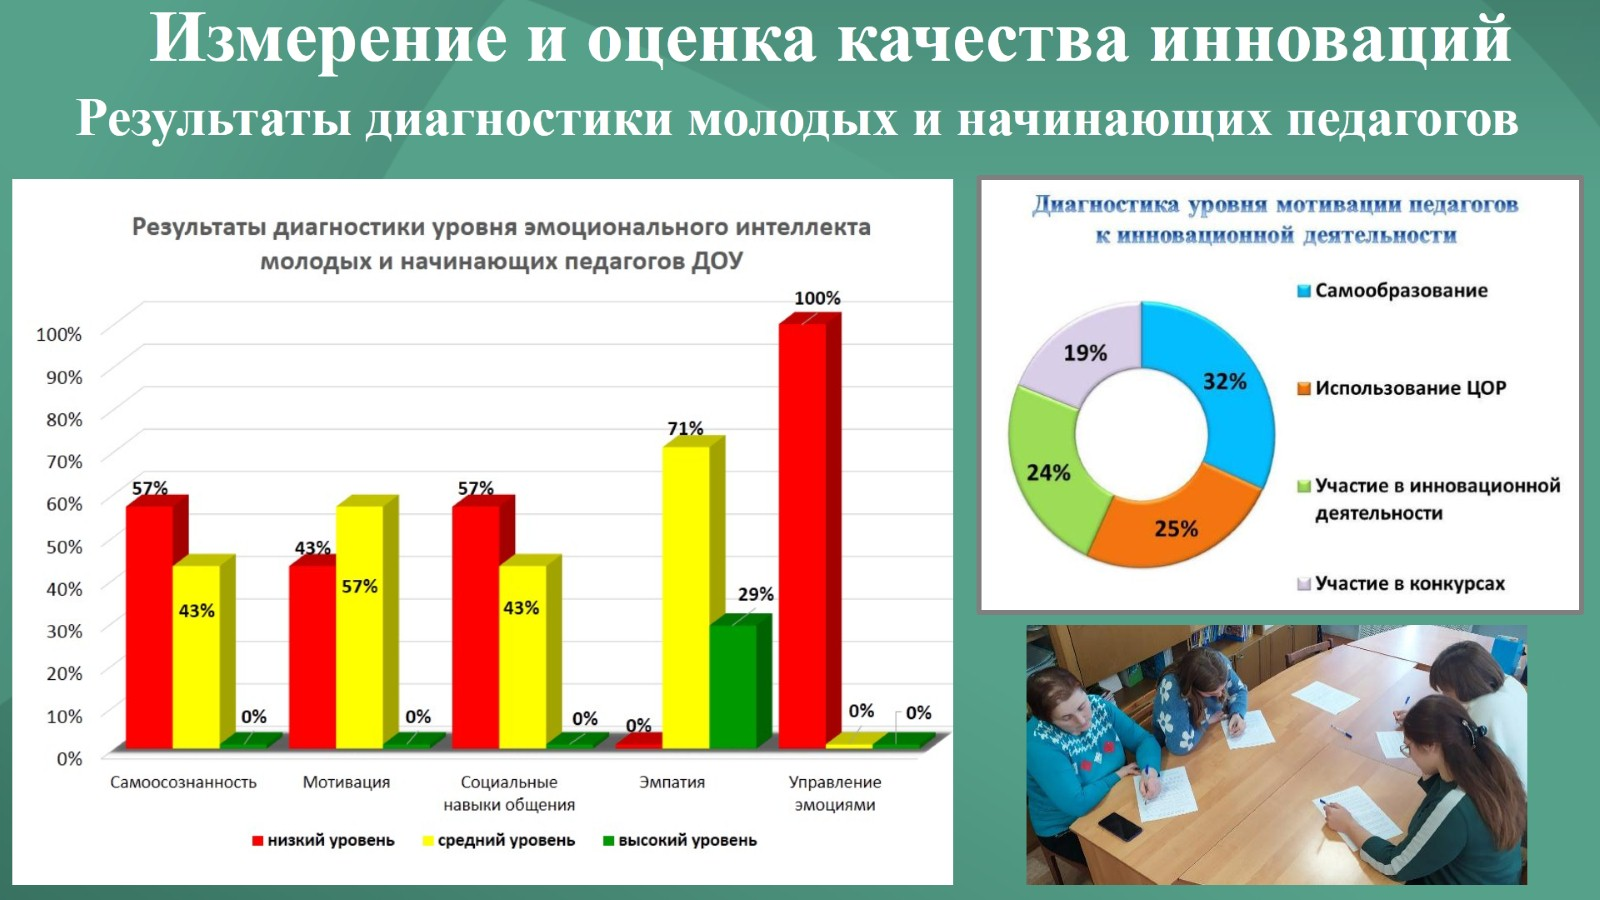 Измерение и оценка качества инноваций
Результаты диагностики молодых и начинающих педагогов
Результаты диагностики уровня эмоционального интеллекта
молодых и начинающих педагогов ДОУ
100%
90%
80%
70%
60%
50%
40%
30%
20%
10%
0%
57%
43%
0%
43%
57%
0%
57%
43%
0%
0%
71%
29%
100%
0%
0%
Самоосознанность
Мотивация
Социальные
навыки общения
Эмпатия
Управление
эмоциями
низкий уровень
средний уровень
высокий уровень
Диагностика уровня мотивации педагогов
к инновационной деятельности
32%
25%
24%
19%
Самообразование
Использование ЦОР
Участие в инновационной
деятельности
Участие в конкурсах